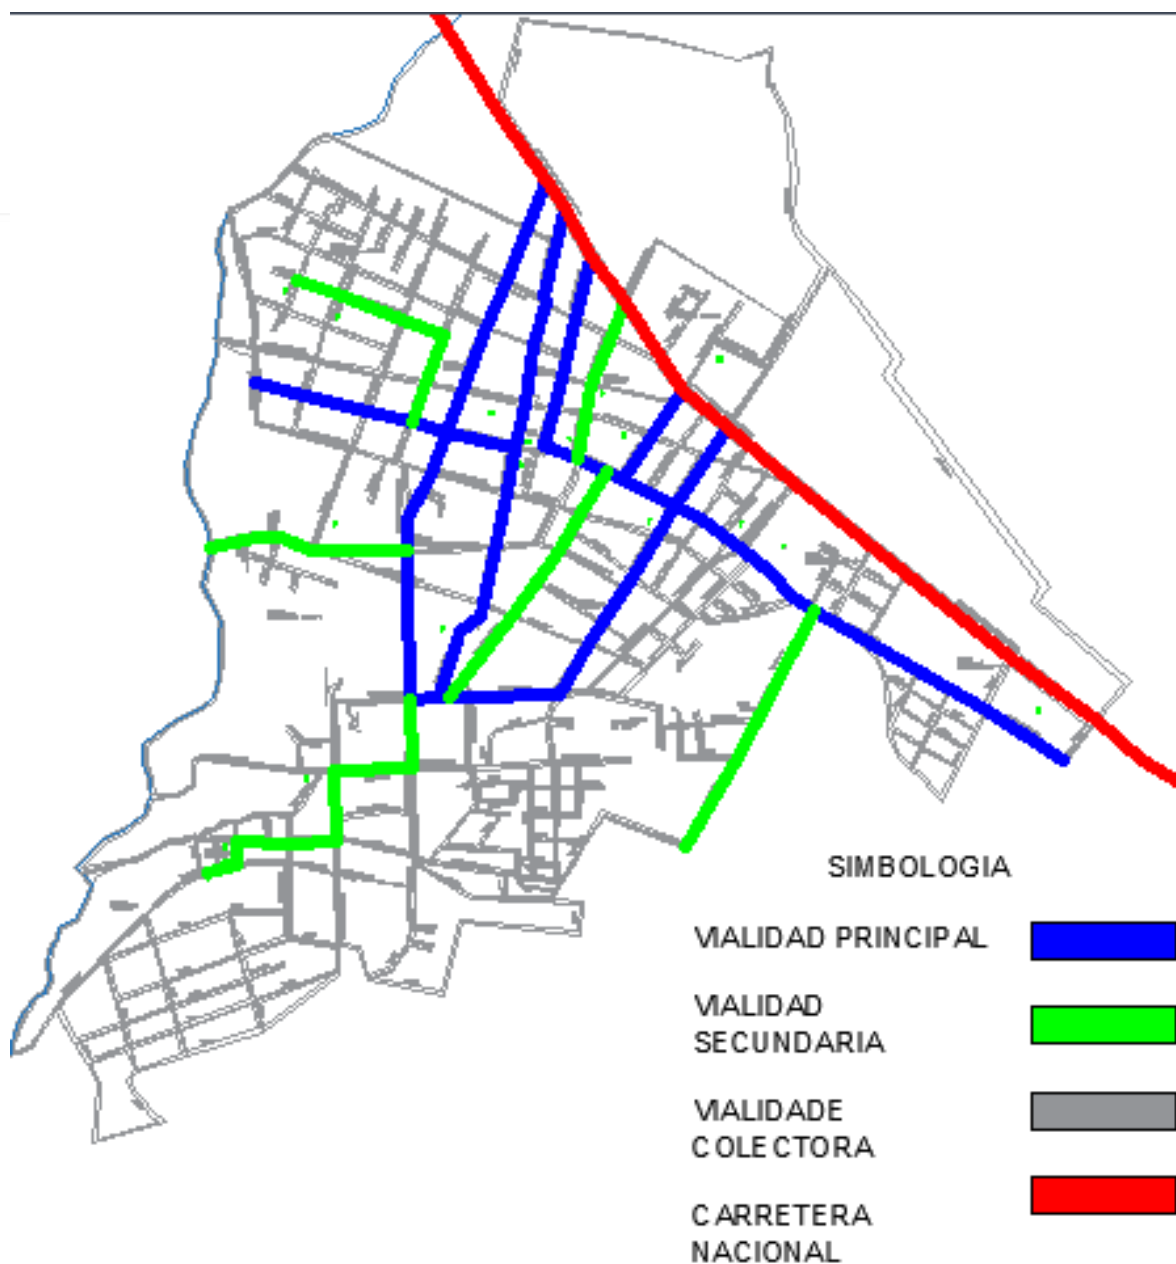 SIMBOLOGIA
VIALIDAD PRINCIPAL
VIALIDAD
SECUNDARIA
VIALIDADE
COLECTORA
CARRETERA
NACIONAL